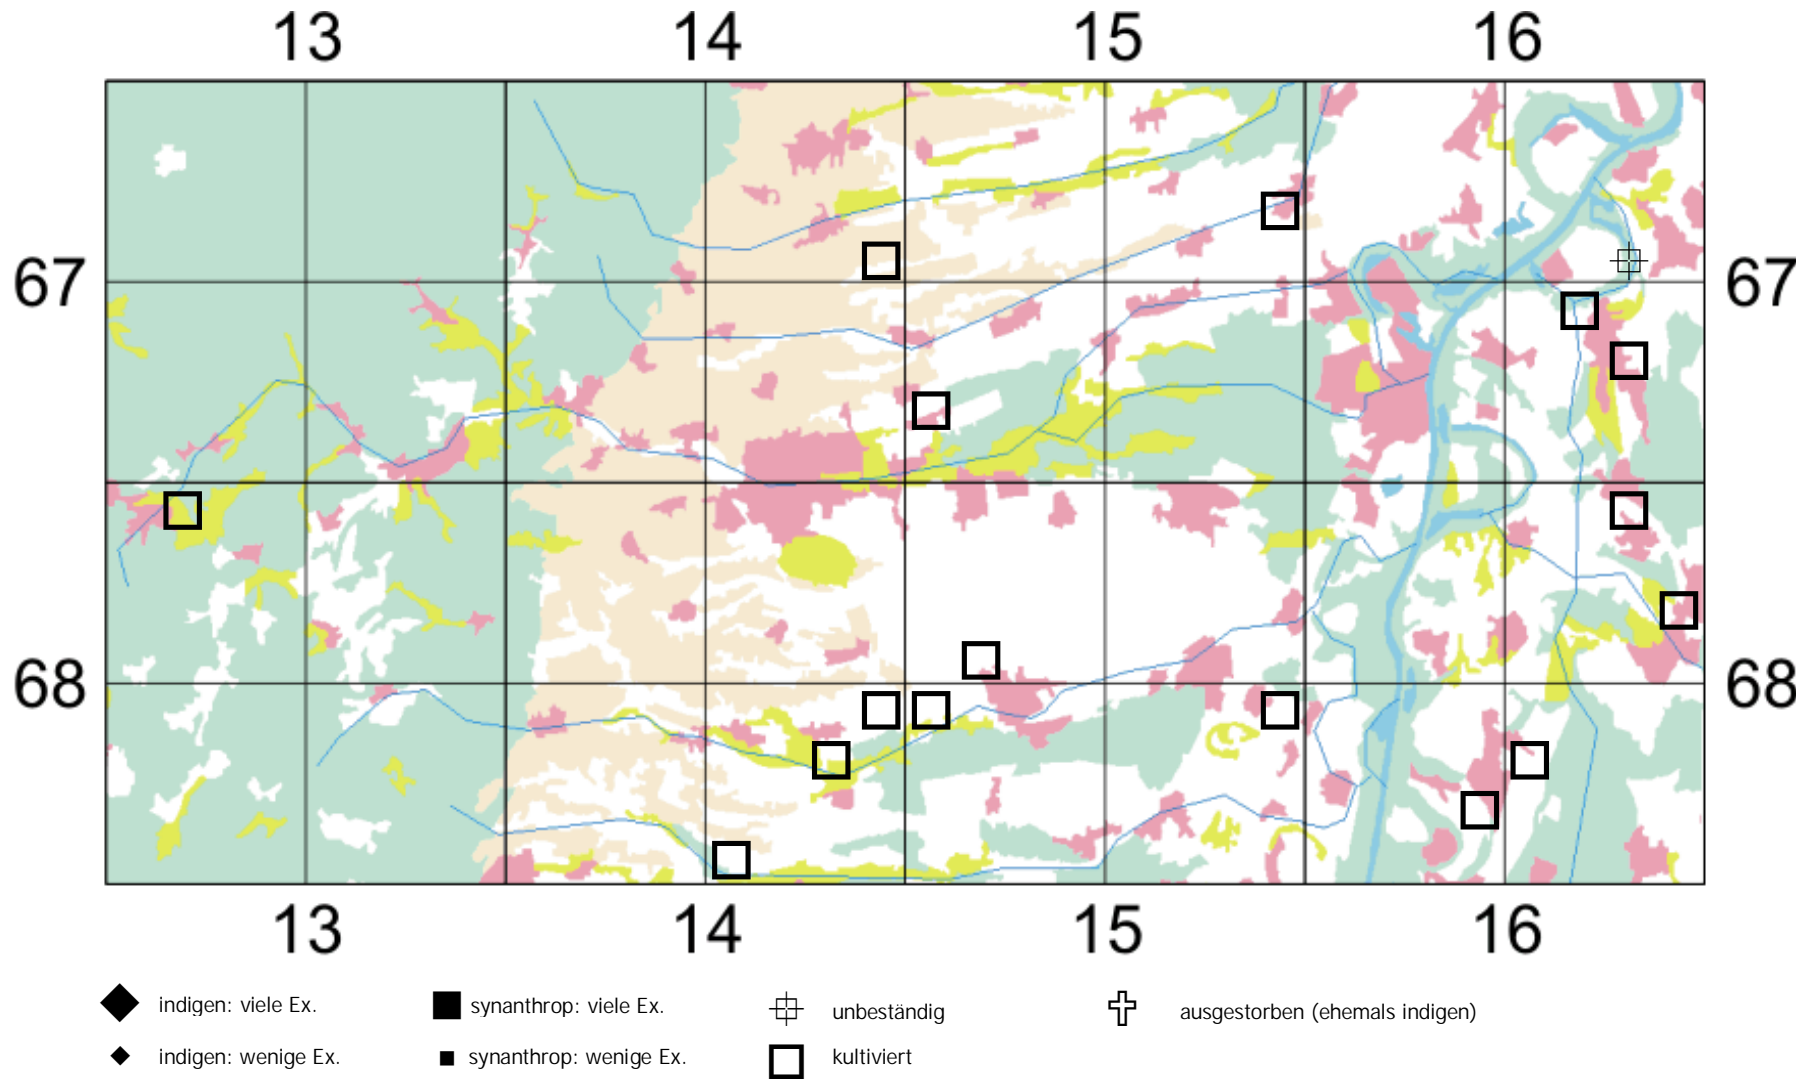 13 14 15 16
67 67
68 68
13 14 15 16
indigen: viele Ex. synanthrop: viele Ex. unbeständig ausgestorben (ehemals indigen)
indigen: wenige Ex. synanthrop: wenige Ex. kultiviert